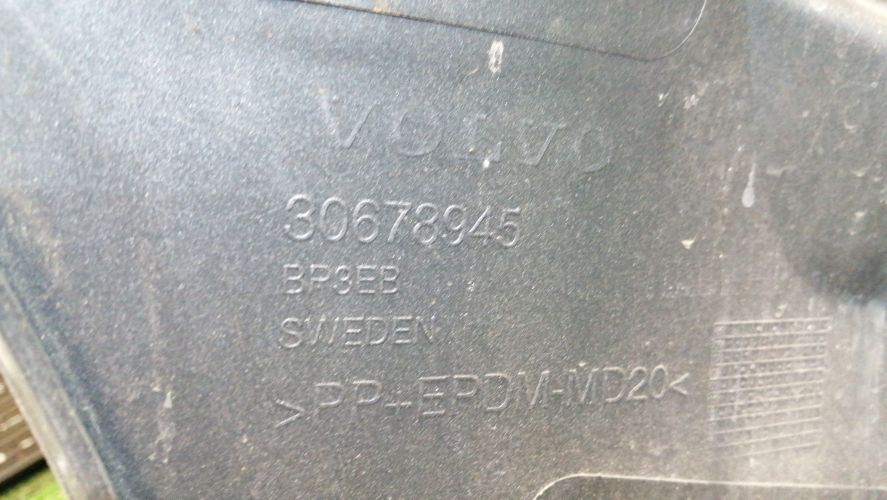 VOLVO
30678945
BP3EB
SWEDEN
>PP+EPDM-MD20<